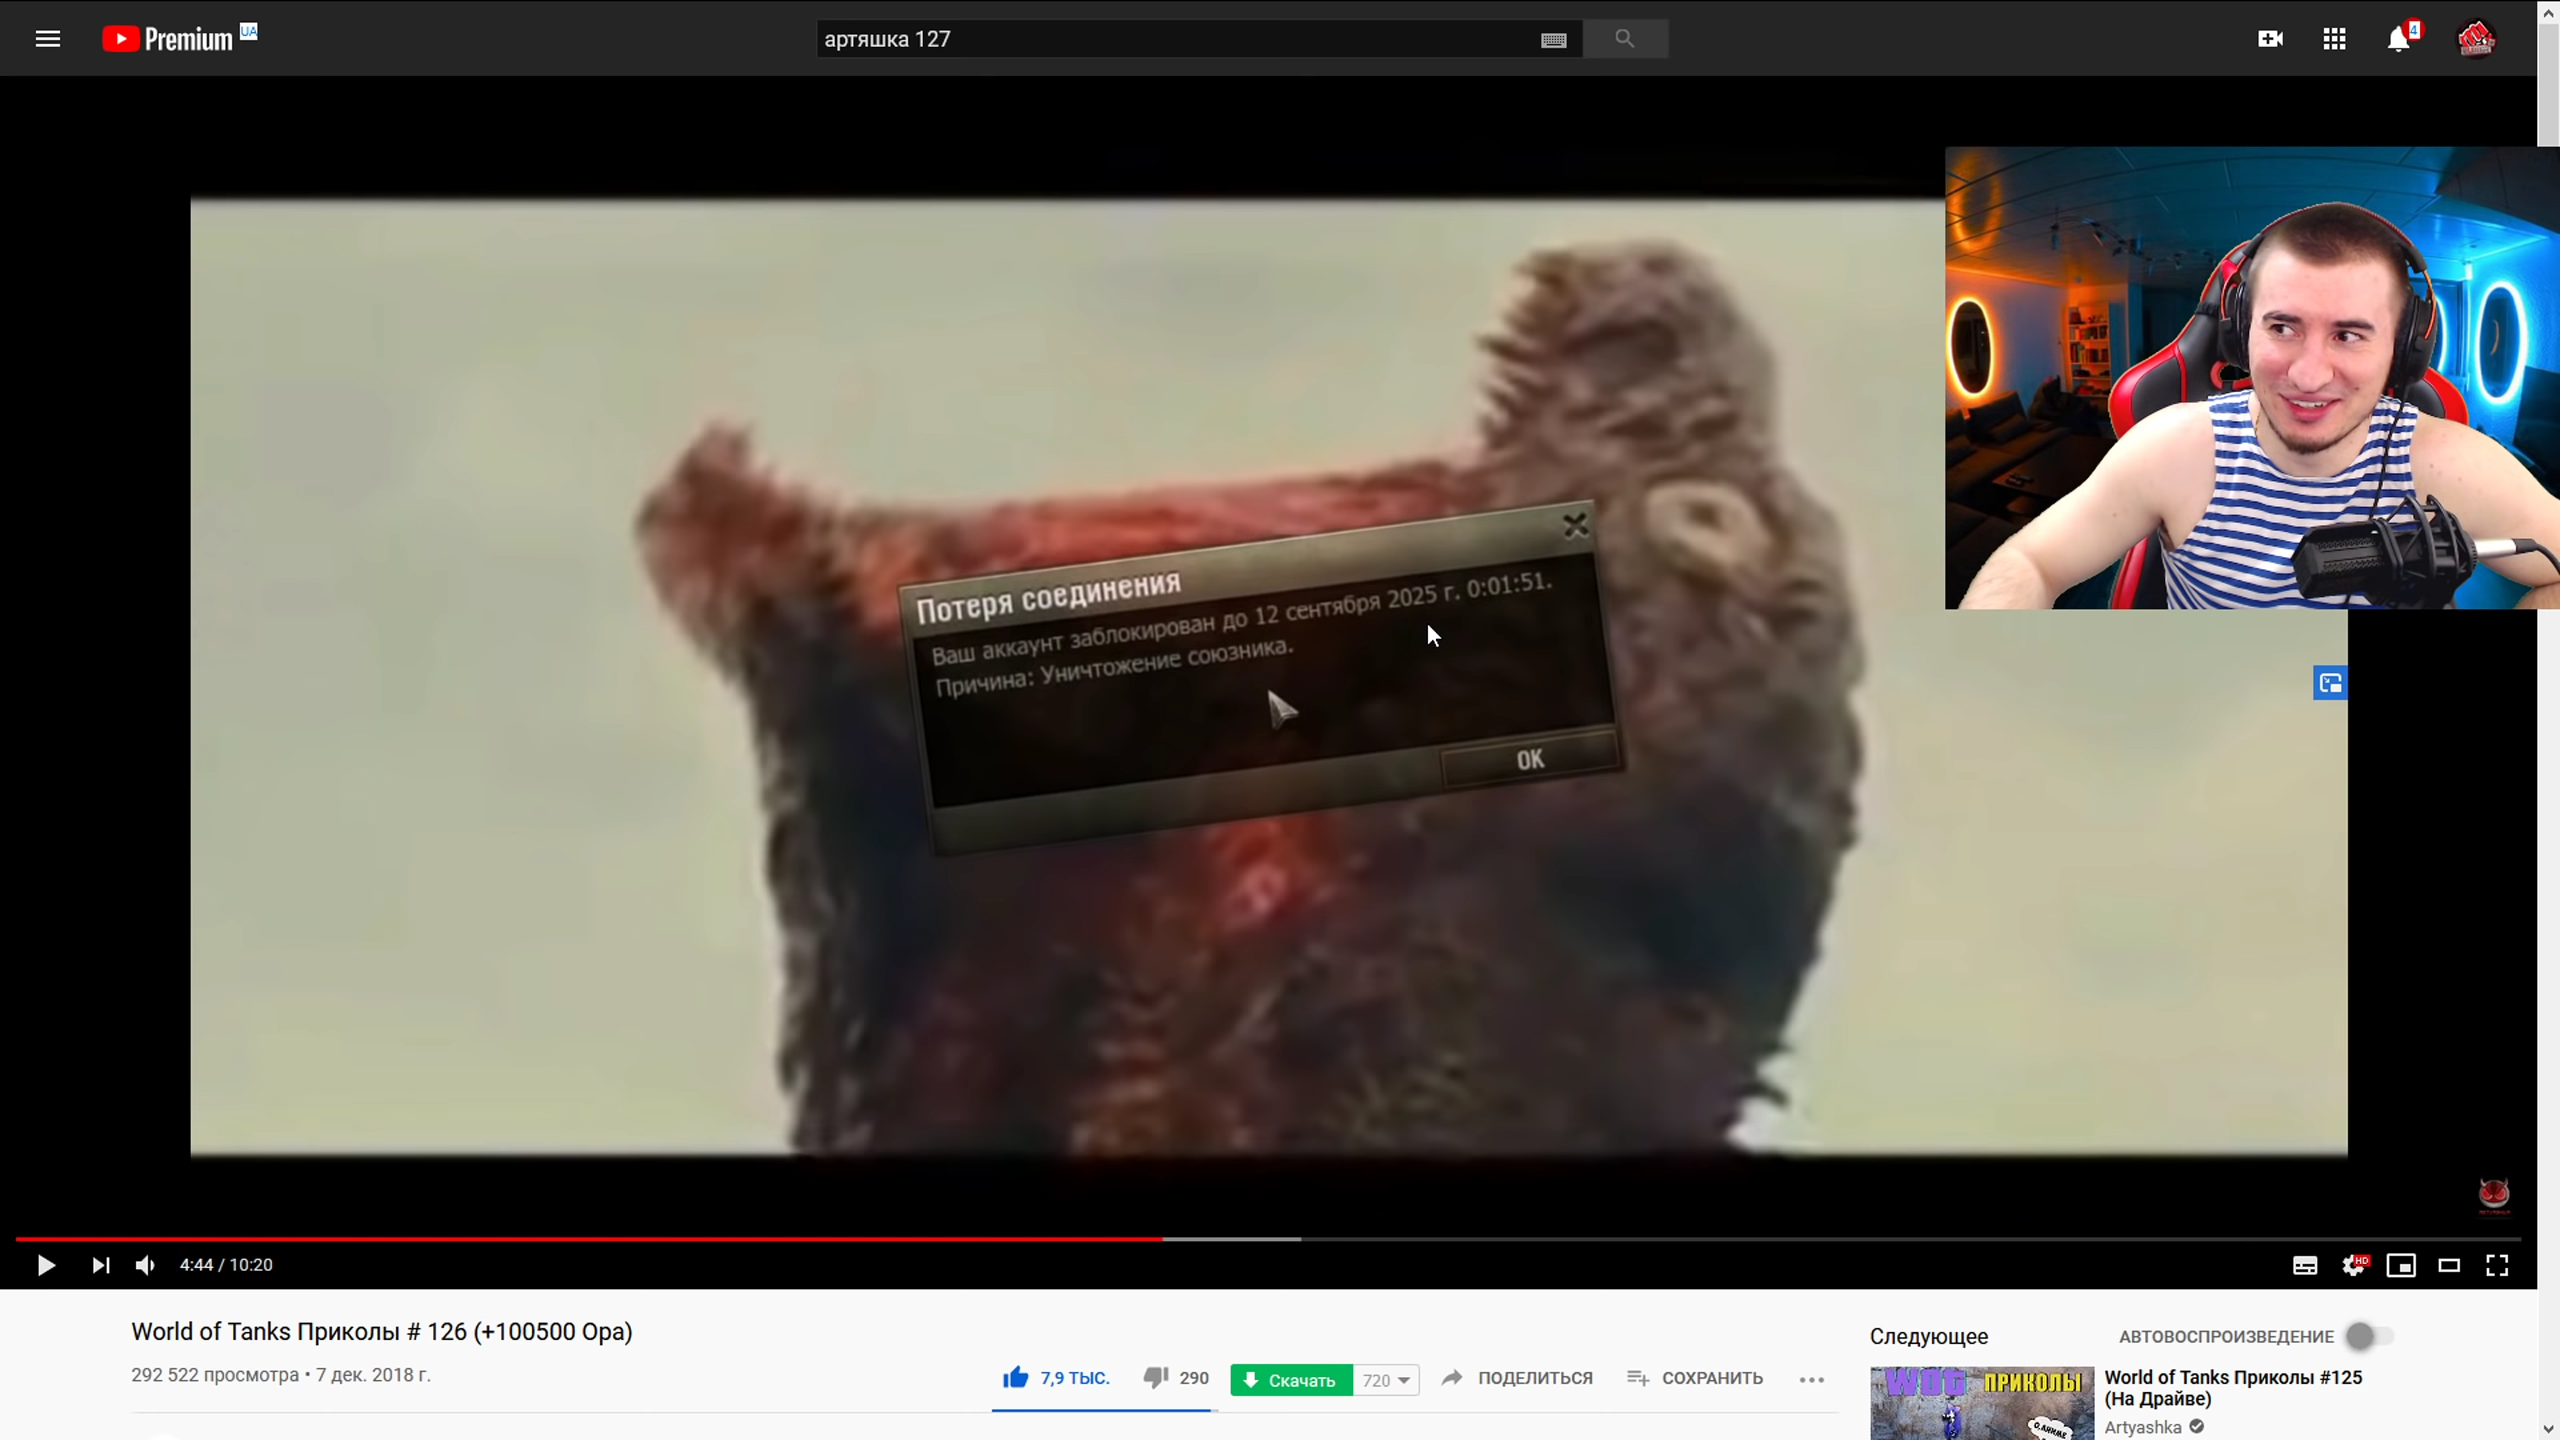 Premium UA
артяшка 127
4
Потеря соединения
Ваш аккаунт заблокирован до 12 сентября 2025 г. 0:01:51.
Причина: Уничтожение союзника.
OK
4:44 / 10:20
HD
World of Tanks Приколы # 126 (+100500 Ора)
292 522 просмотра • 7 дек. 2018 г.
7,9 ТЫС.
290
Скачать
720
ПОДЕЛИТЬСЯ
СОХРАНИТЬ
Следующее
АВТОВОСПРОИЗВЕДЕНИЕ
WOT ПРИКОЛЫ
World of Tanks Приколы #125
(На Драйве)
Artyashka